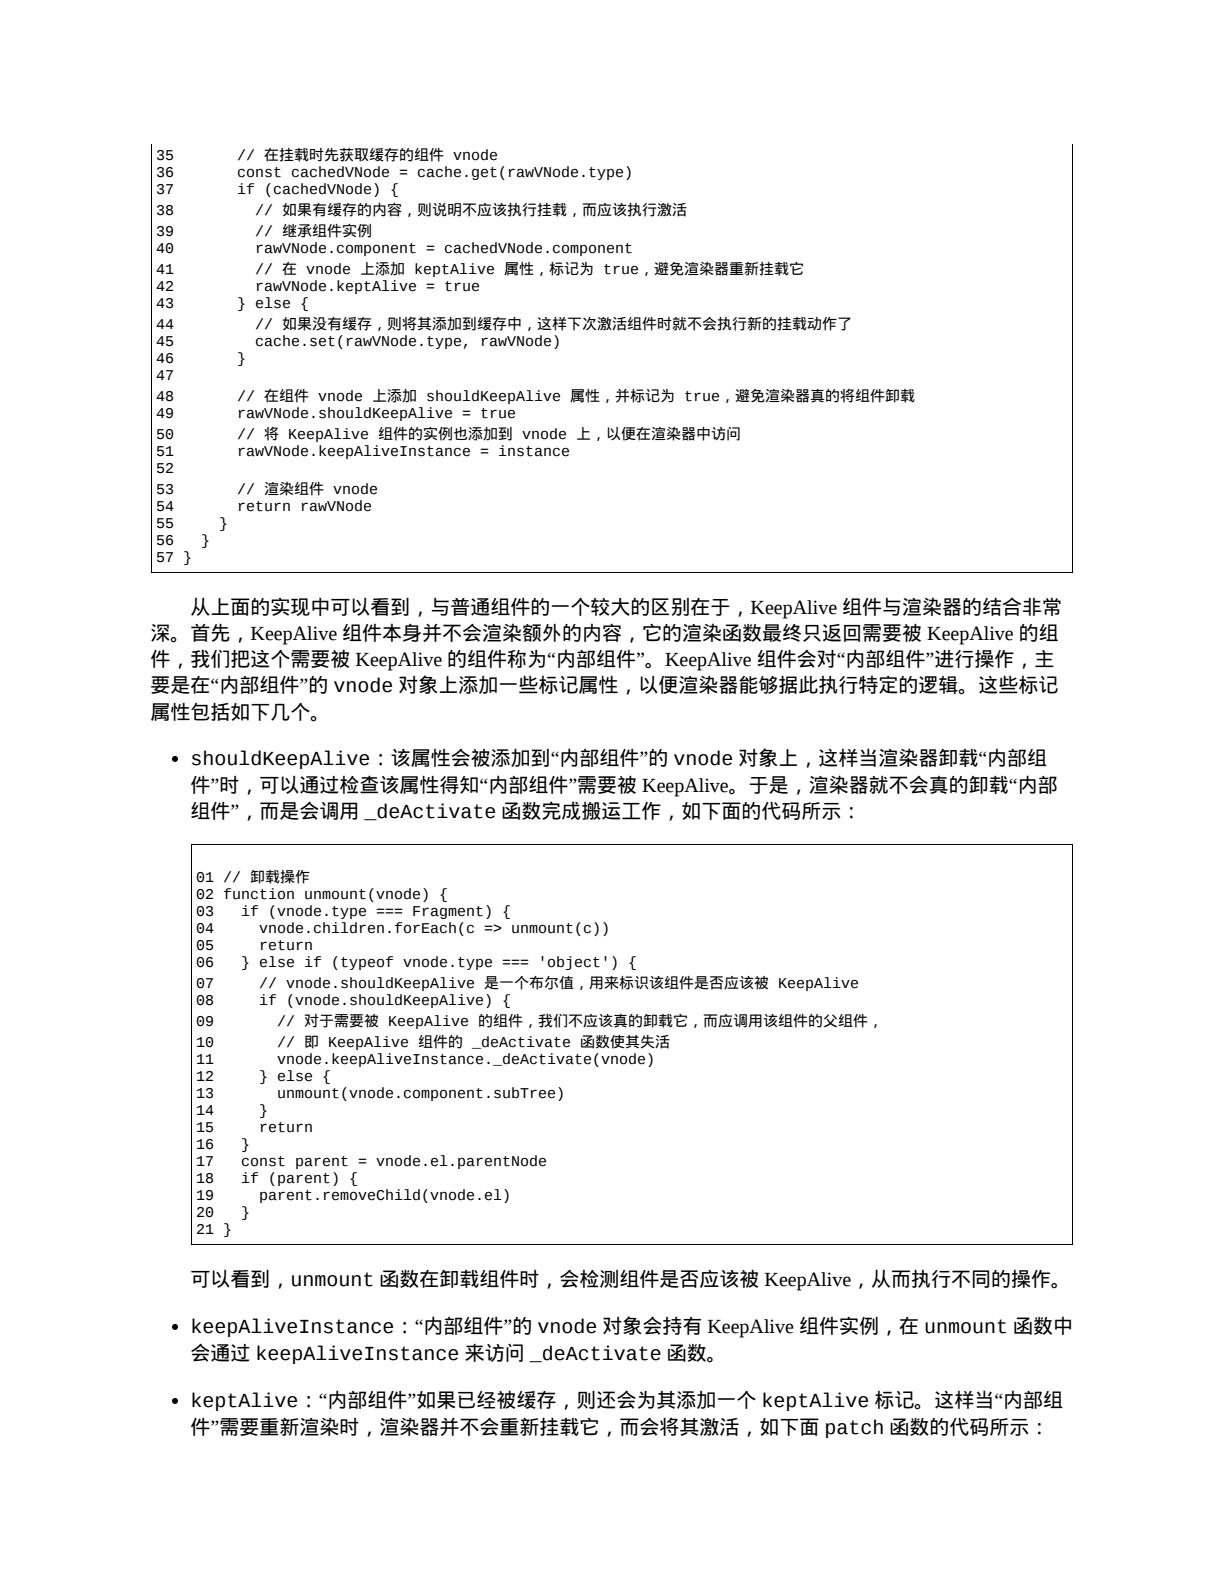 35       // 在挂载时先获取缓存的组件 vnode
36       const cachedVNode = cache.get(rawVNode.type)
37       if (cachedVNode) {
38         // 如果有缓存的内容，则说明不应该执行挂载，而应该执行激活
39         // 继承组件实例
40         rawVNode.component = cachedVNode.component
41         // 在 vnode 上添加 keptAlive 属性，标记为 true，避免渲染器重新挂载它
42         rawVNode.keptAlive = true
43       } else {
44         // 如果没有缓存，则将其添加到缓存中，这样下次激活组件时就不会执行新的挂载动作了
45         cache.set(rawVNode.type, rawVNode)
46       }
47
48       // 在组件 vnode 上添加 shouldKeepAlive 属性，并标记为 true，避免渲染器真的将组件卸载
49       rawVNode.shouldKeepAlive = true
50       // 将 KeepAlive 组件的实例也添加到 vnode 上，以便在渲染器中访问
51       rawVNode.keepAliveInstance = instance
52
53       // 渲染组件 vnode
54       return rawVNode
55     }
56   }
57 }
从上面的实现中可以看到，与普通组件的一个较大的区别在于，KeepAlive 组件与渲染器的结合非常
深。首先，KeepAlive 组件本身并不会渲染额外的内容，它的渲染函数最终只返回需要被 KeepAlive 的组
件，我们把这个需要被 KeepAlive 的组件称为“内部组件”。KeepAlive 组件会对“内部组件”进行操作，主
要是在“内部组件”的 vnode 对象上添加一些标记属性，以便渲染器能够据此执行特定的逻辑。这些标记
属性包括如下几个。
• shouldKeepAlive：该属性会被添加到“内部组件”的 vnode 对象上，这样当渲染器卸载“内部组
件”时，可以通过检查该属性得知“内部组件”需要被 KeepAlive。于是，渲染器就不会真的卸载“内部
组件”，而是会调用 _deActivate 函数完成搬运工作，如下面的代码所示：
01 // 卸载操作
02 function unmount(vnode) {
03   if (vnode.type === Fragment) {
04     vnode.children.forEach(c => unmount(c))
05     return
06   } else if (typeof vnode.type === 'object') {
07     // vnode.shouldKeepAlive 是一个布尔值，用来标识该组件是否应该被 KeepAlive
08     if (vnode.shouldKeepAlive) {
09       // 对于需要被 KeepAlive 的组件，我们不应该真的卸载它，而应调用该组件的父组件，
10       // 即 KeepAlive 组件的 _deActivate 函数使其失活
11       vnode.keepAliveInstance._deActivate(vnode)
12     } else {
13       unmount(vnode.component.subTree)
14     }
15     return
16   }
17   const parent = vnode.el.parentNode
18   if (parent) {
19     parent.removeChild(vnode.el)
20   }
21 }
可以看到，unmount 函数在卸载组件时，会检测组件是否应该被 KeepAlive，从而执行不同的操作。
• keepAliveInstance：“内部组件”的 vnode 对象会持有 KeepAlive 组件实例，在 unmount 函数中
会通过 keepAliveInstance 来访问 _deActivate 函数。
• keptAlive：“内部组件”如果已经被缓存，则还会为其添加一个 keptAlive 标记。这样当“内部组
件”需要重新渲染时，渲染器并不会重新挂载它，而会将其激活，如下面 patch 函数的代码所示：